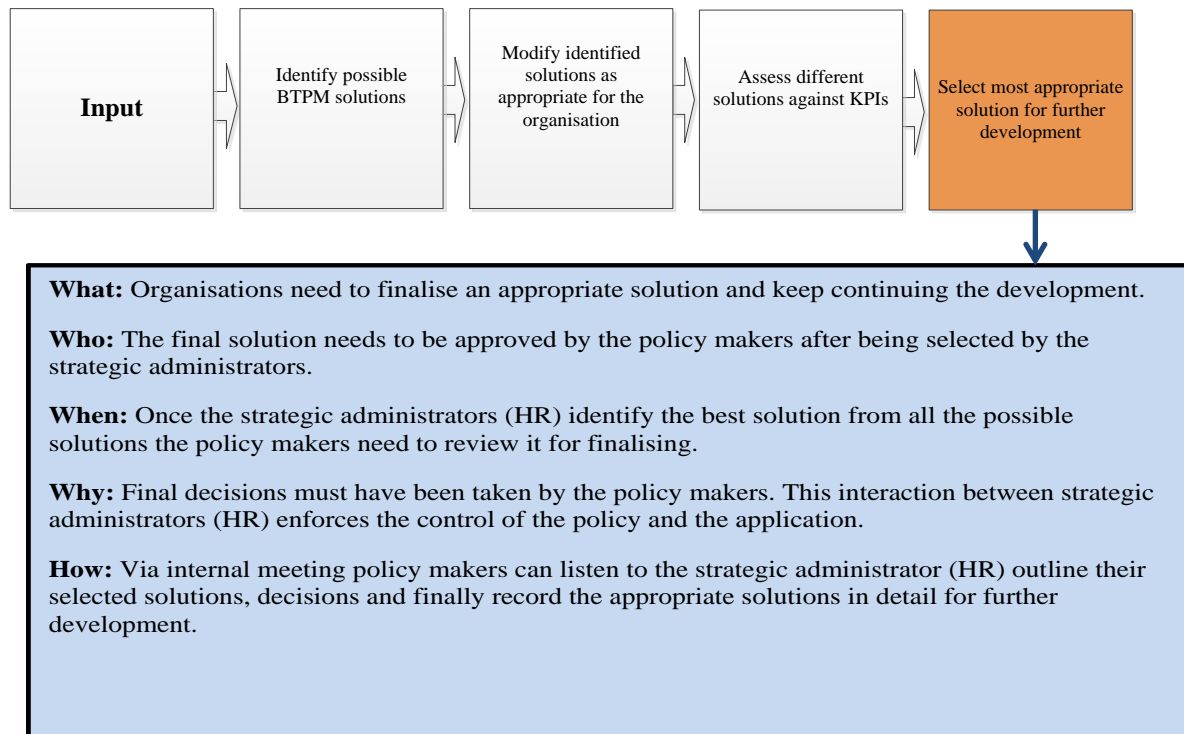 Input
Identify possible
BTPM solutions
Modify identified
solutions as
appropriate for the
organisation
Assess different
solutions against KPIs
Select most appropriate
solution for further
development
What: Organisations need to finalise an appropriate solution and keep continuing the development.
Who: The final solution needs to be approved by the policy makers after being selected by the
strategic administrators.
When: Once the strategic administrators (HR) identify the best solution from all the possible
solutions the policy makers need to review it for finalising.
Why: Final decisions must have been taken by the policy makers. This interaction between strategic
administrators (HR) enforces the control of the policy and the application.
How: Via internal meeting policy makers can listen to the strategic administrator (HR) outline their
selected solutions, decisions and finally record the appropriate solutions in detail for further
development.